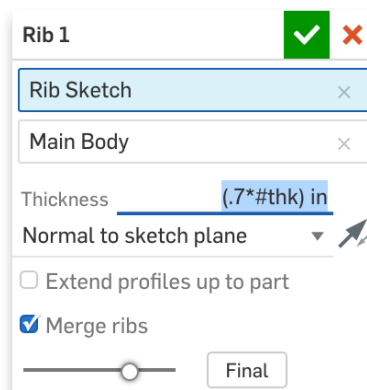 Rib 1
Rib Sketch
Main Body
Thickness (.7*#thk) in
Normal to sketch plane
Extend profiles up to part
Merge ribs
Final